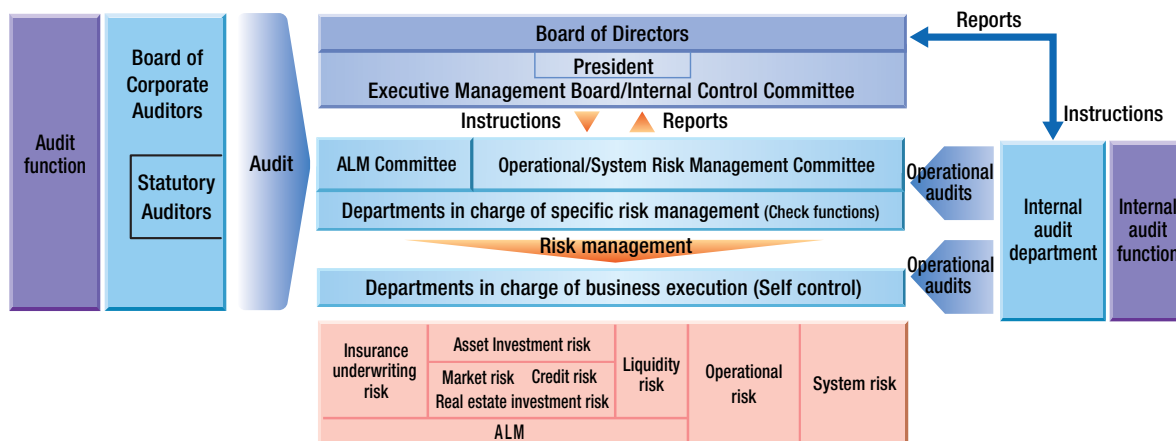 Audit
function
Board of
Corporate
Auditors
Statutory
Auditors
Audit
Board of Directors
President
Executive Management Board/Internal Control Committee
Instructions
Reports
ALM Committee
Operational/System Risk Management Committee
Departments in charge of specific risk management (Check functions)
Risk management
Departments in charge of business execution (Self control)
Insurance
underwriting
risk
Asset Investment risk
Market risk Credit risk
Real estate investment risk
Liquidity
risk
ALM
Operational
risk
System risk
Reports
Instructions
Operational
audits
Operational
audits
Internal
audit
department
Internal
audit
function